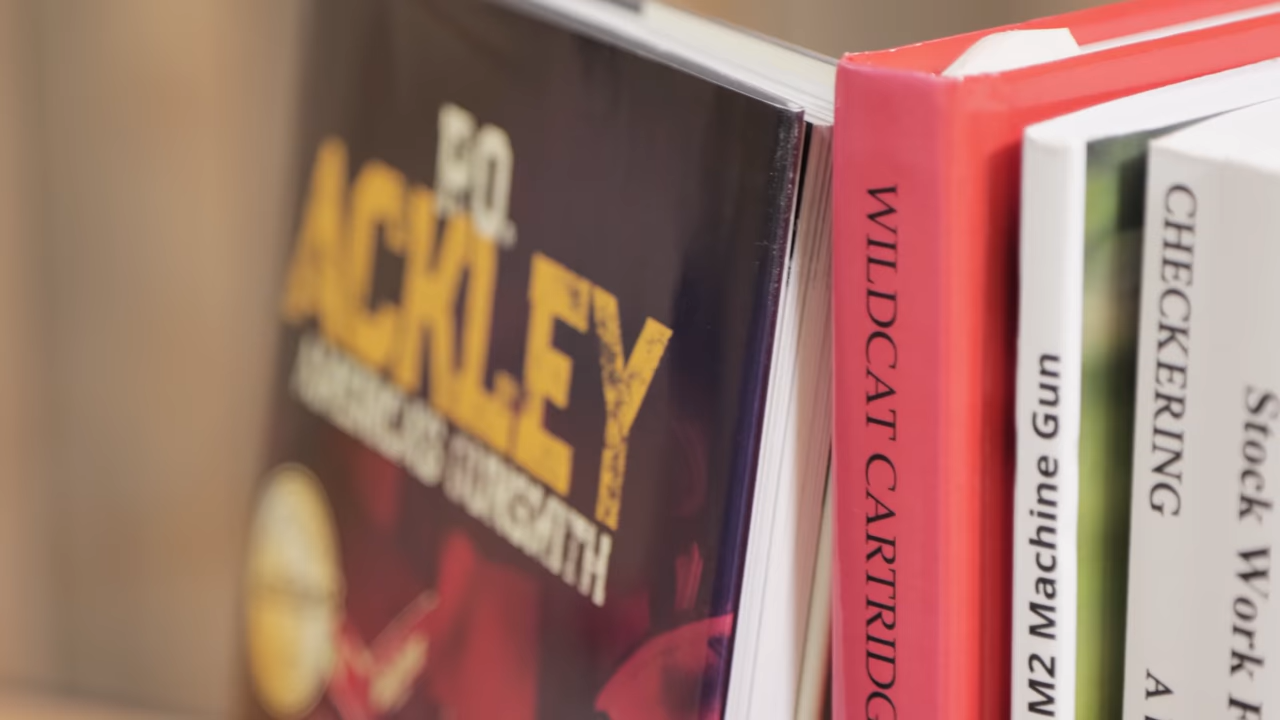 P.O.
ACKLEY
AMERICA'S GUNSMITH
WILDCAT CARTRIDG
M2 Machine Gun
CHECKERING
A
Stock Work